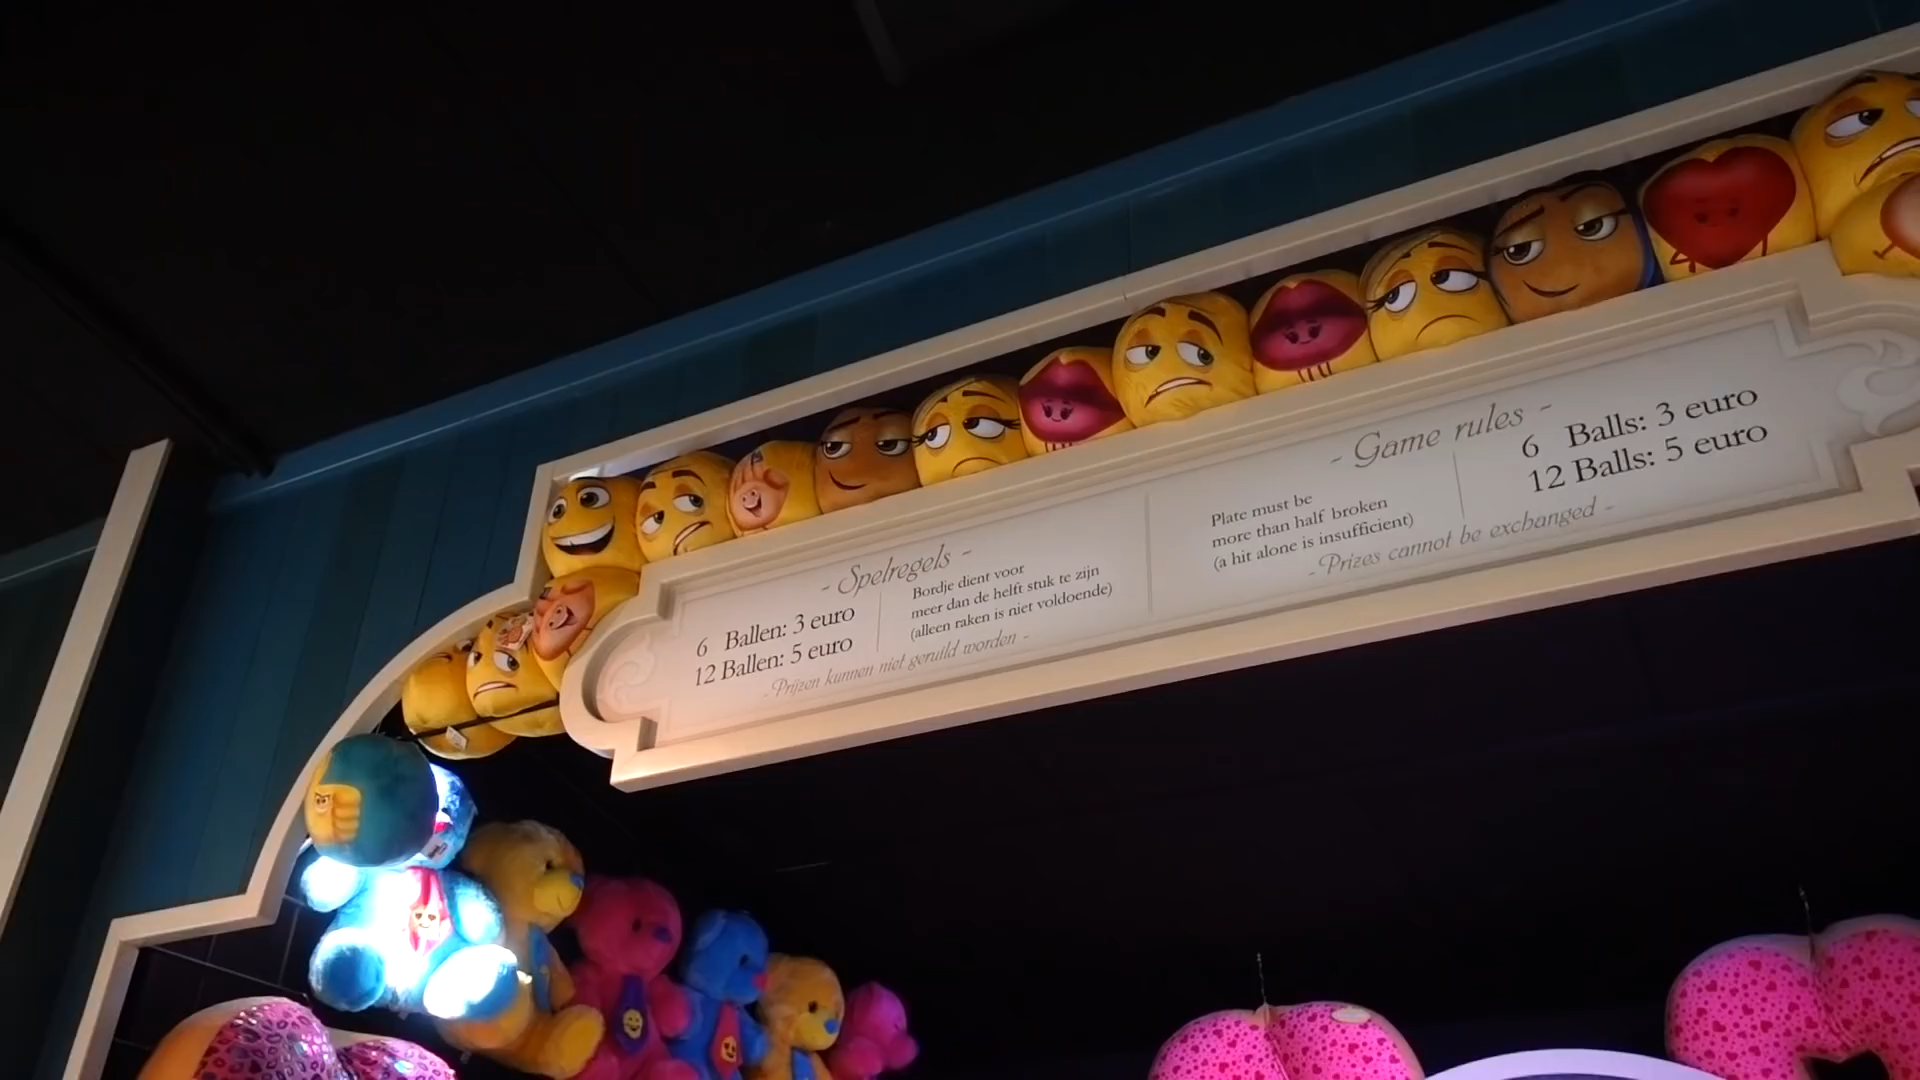 - Spelregels -
6 Ballen: 3 euro
12 Ballen: 5 euro
Bordje dient voor
meer dan de helft stuk te zijn
(alleen raken is niet voldoende)
- Prijzen kunnen niet geruild worden -
- Game rules -
Plate must be
more than half broken
(a hit alone is insufficient)
6 Balls: 3 euro
12 Balls: 5 euro
- Prizes cannot be exchanged -